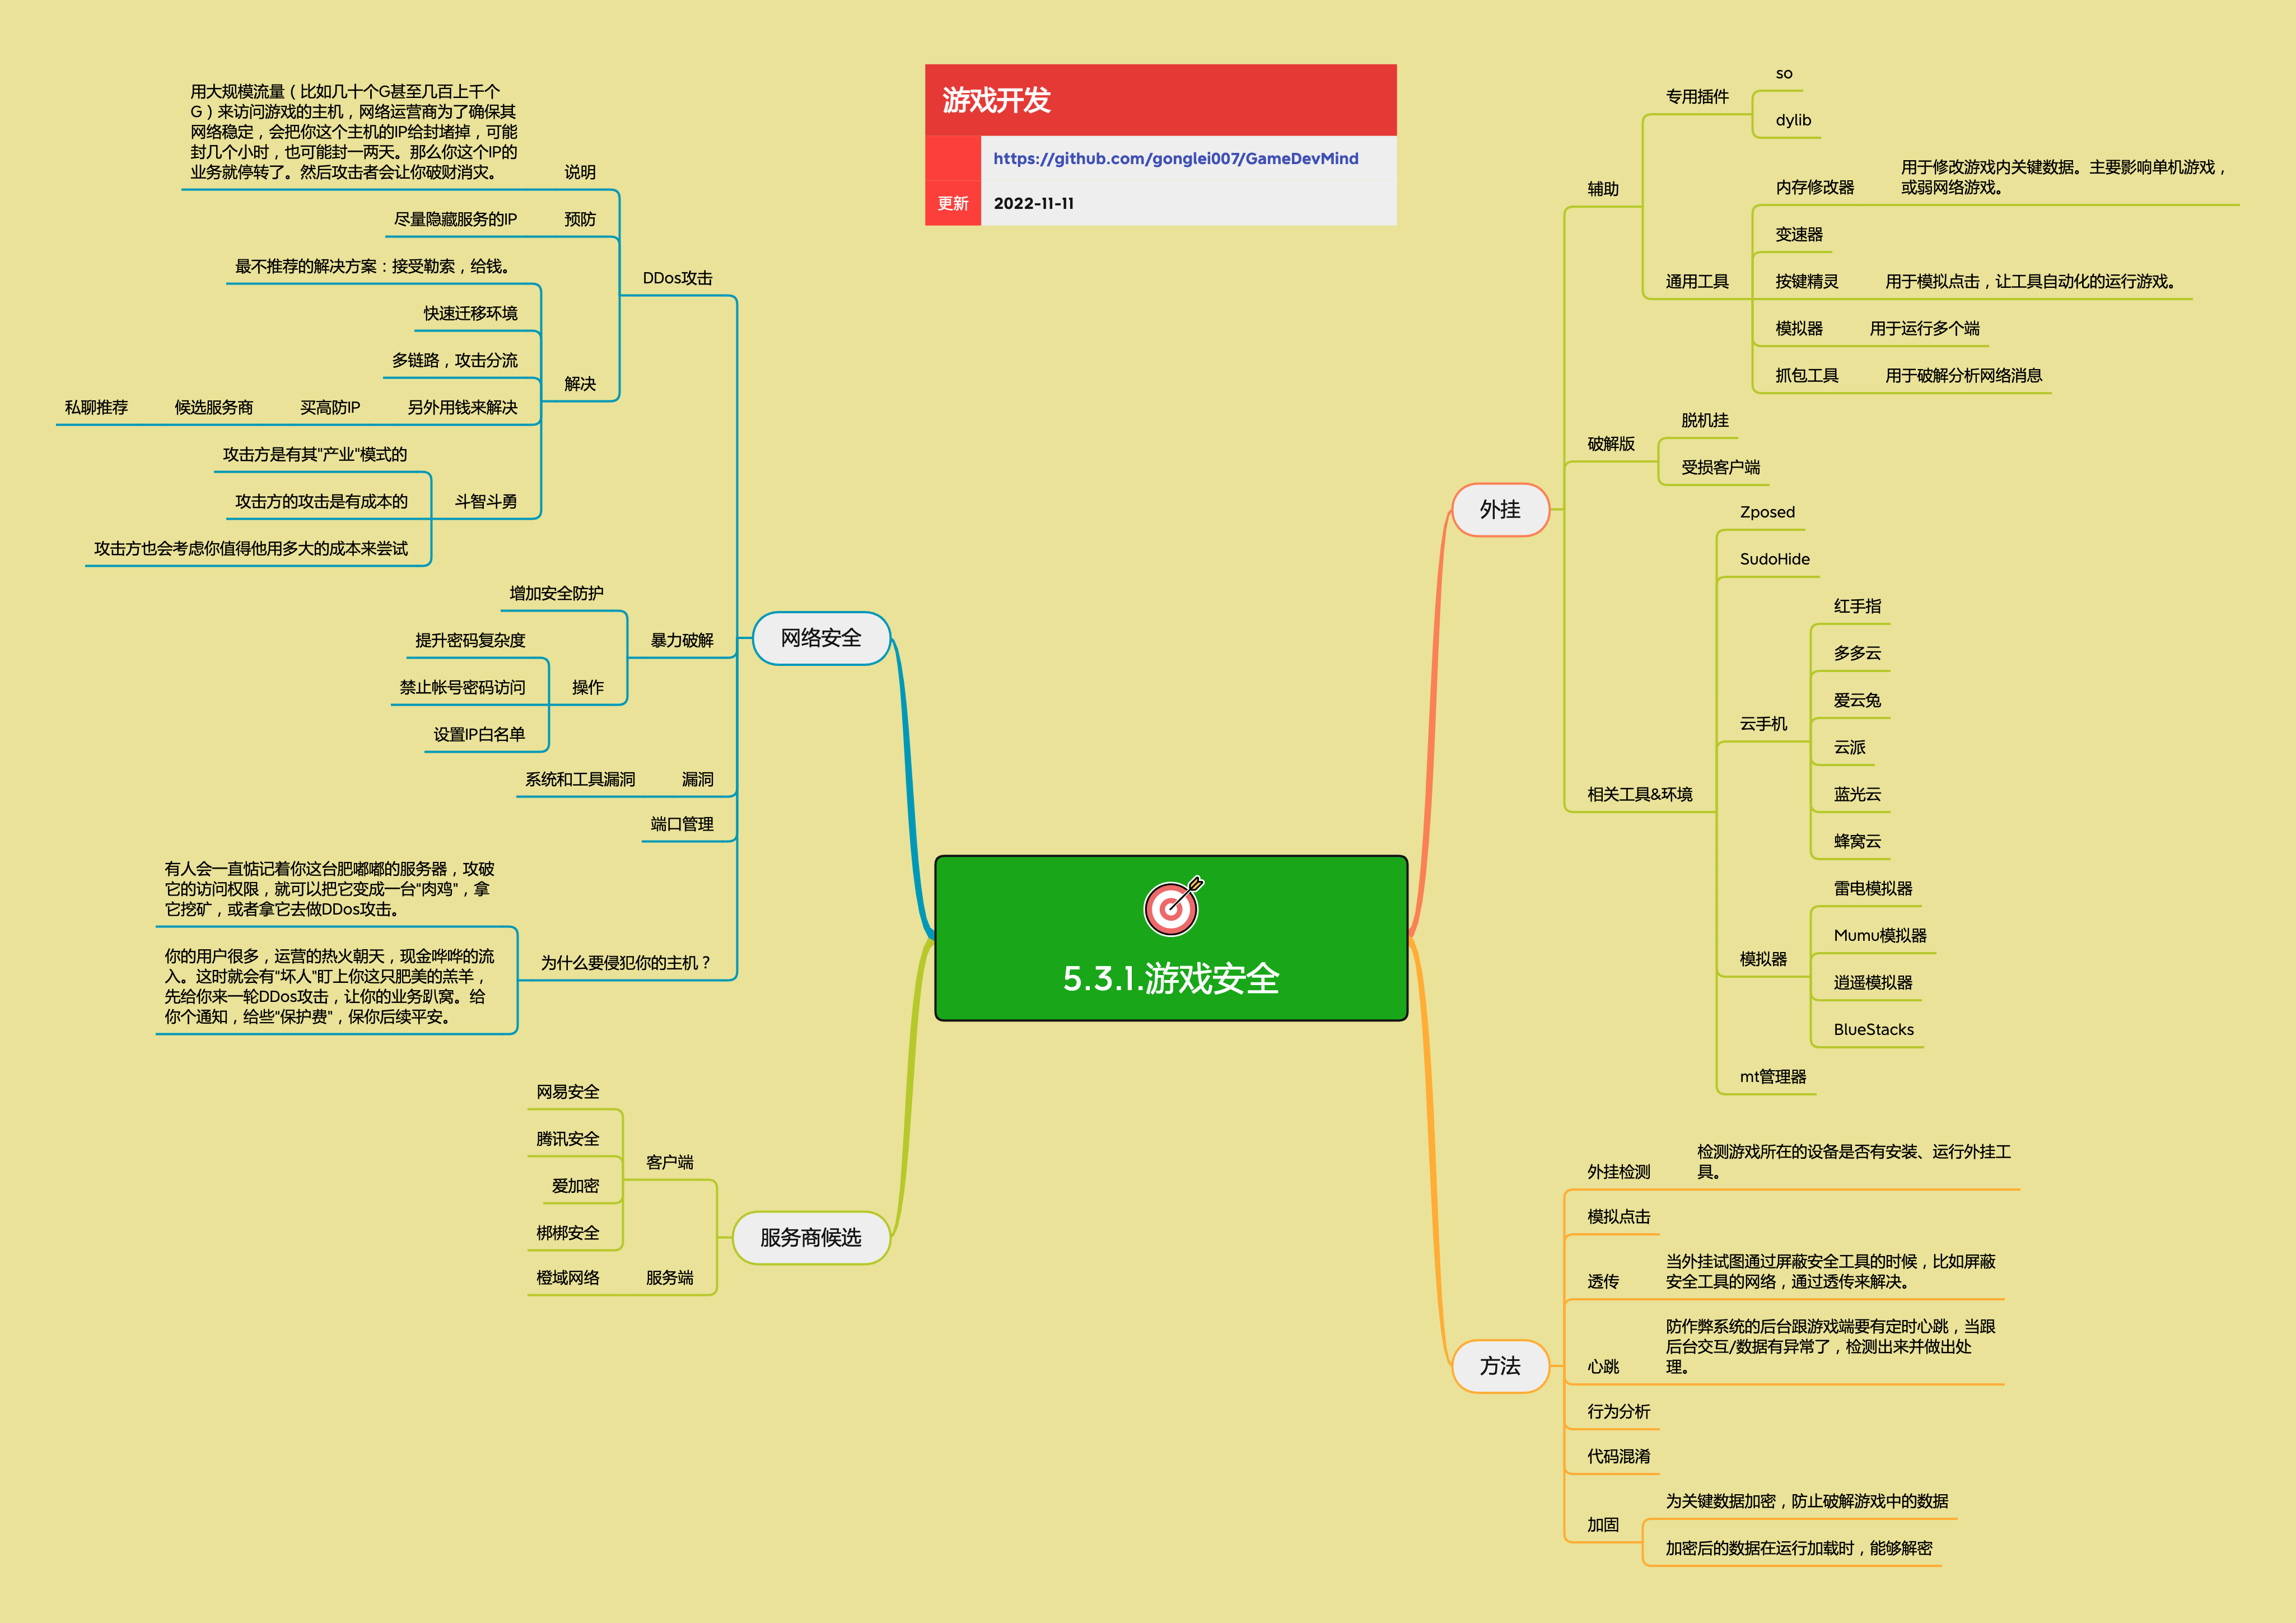 游戏开发
https://github.com/gonglei007/GameDevMind
更新
2022-11-11
5.3.1.游戏安全
外挂
辅助
专用插件
so
dylib
通用工具
内存修改器
用于修改游戏内关键数据。主要影响单机游戏，
或弱网络游戏。
变速器
按键精灵
用于模拟点击，让工具自动化的运行游戏。
模拟器
用于运行多个端
抓包工具
用于破解分析网络消息
破解版
脱机挂
受损客户端
相关工具&环境
Zposed
SudoHide
云手机
红手指
多多云
爱云兔
云派
蓝光云
蜂窝云
模拟器
雷电模拟器
Mumu模拟器
逍遥模拟器
BlueStacks
mt管理器
方法
外挂检测
检测游戏所在的设备是否有安装、运行外挂工
具。
模拟点击
透传
当外挂试图通过屏蔽安全工具的时候，比如屏蔽
安全工具的网络，通过透传来解决。
心跳
防作弊系统的后台跟游戏端要有定时心跳，当跟
后台交互/数据有异常了，检测出来并做出处
理。
行为分析
代码混淆
加固
为关键数据加密，防止破解游戏中的数据
加密后的数据在运行加载时，能够解密
网络安全
DDos攻击
说明
用大规模流量（比如几十个G甚至几百上千个
G）来访问游戏的主机，网络运营商为了确保其
网络稳定，会把你这个主机的IP给封堵掉，可能
封几个小时，也可能封一两天。那么你这个IP的
业务就停转了。然后攻击者会让你破财消灾。
预防
尽量隐藏服务的IP
解决
最不推荐的解决方案：接受勒索，给钱。
快速迁移环境
多链路，攻击分流
另外用钱来解决
买高防IP
候选服务商
私聊推荐
斗智斗勇
攻击方是有其"产业"模式的
攻击方的攻击是有成本的
攻击方也会考虑你值得他用多大的成本来尝试
暴力破解
增加安全防护
操作
提升密码复杂度
禁止帐号密码访问
设置IP白名单
漏洞
系统和工具漏洞
端口管理
为什么要侵犯你的主机？
有人会一直惦记着你这台肥嘟嘟的服务器，攻破
它的访问权限，就可以把它变成一台"肉鸡"，拿
它挖矿，或者拿它去做DDos攻击。
你的用户很多，运营的热火朝天，现金哗哗的流
入。这时就会有"坏人"盯上你这只肥美的羔羊，
先给你来一轮DDos攻击，让你的业务趴窝。给
你个通知，给些"保护费"，保你后续平安。
服务商候选
客户端
网易安全
腾讯安全
爱加密
梆梆安全
服务端
橙域网络